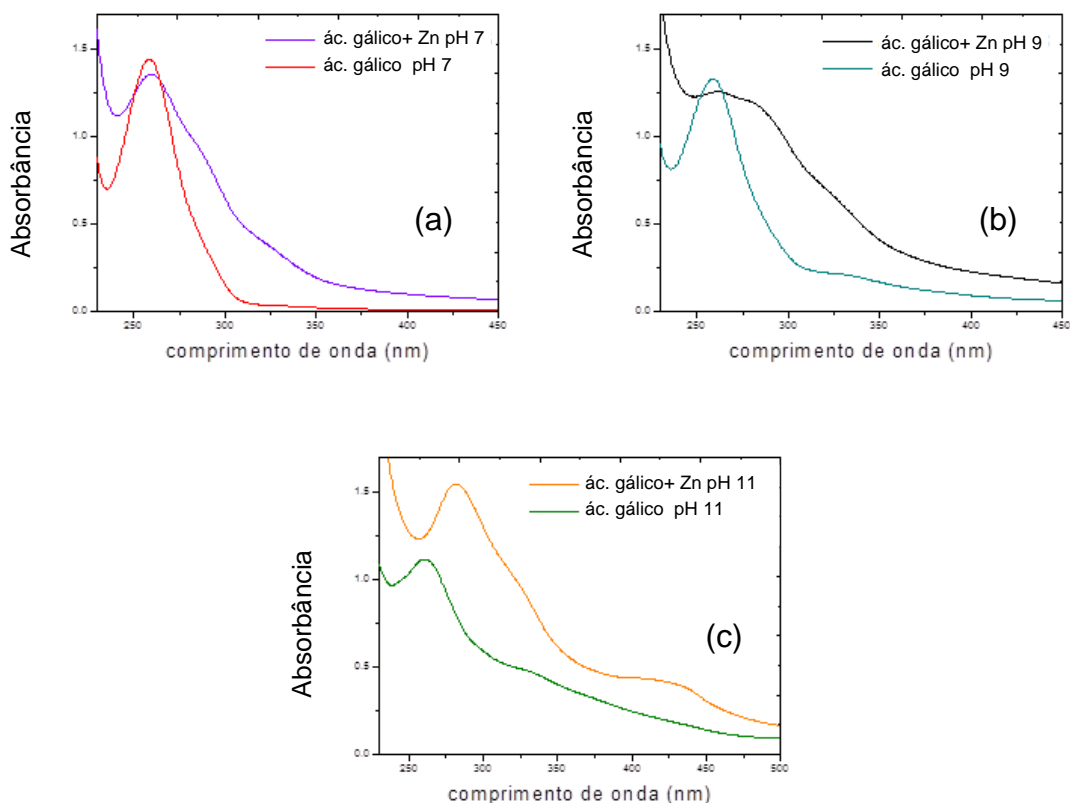 ác. gálico+ Zn pH 7
ác. gálico pH 7
1.5
1.0
0.5
0.0
Absorbância
(a)
250 300 350 400 450
comprimento de onda (nm)
ác. gálico+ Zn pH 9
ác. gálico pH 9
1.5
1.0
0.5
0.0
Absorbância
(b)
250 300 350 400 450
comprimento de onda (nm)
ác. gálico+ Zn pH 11
ác. gálico pH 11
1.5
1.0
0.5
0.0
Absorbância
(c)
250 300 350 400 450 500
comprimento de onda (nm)